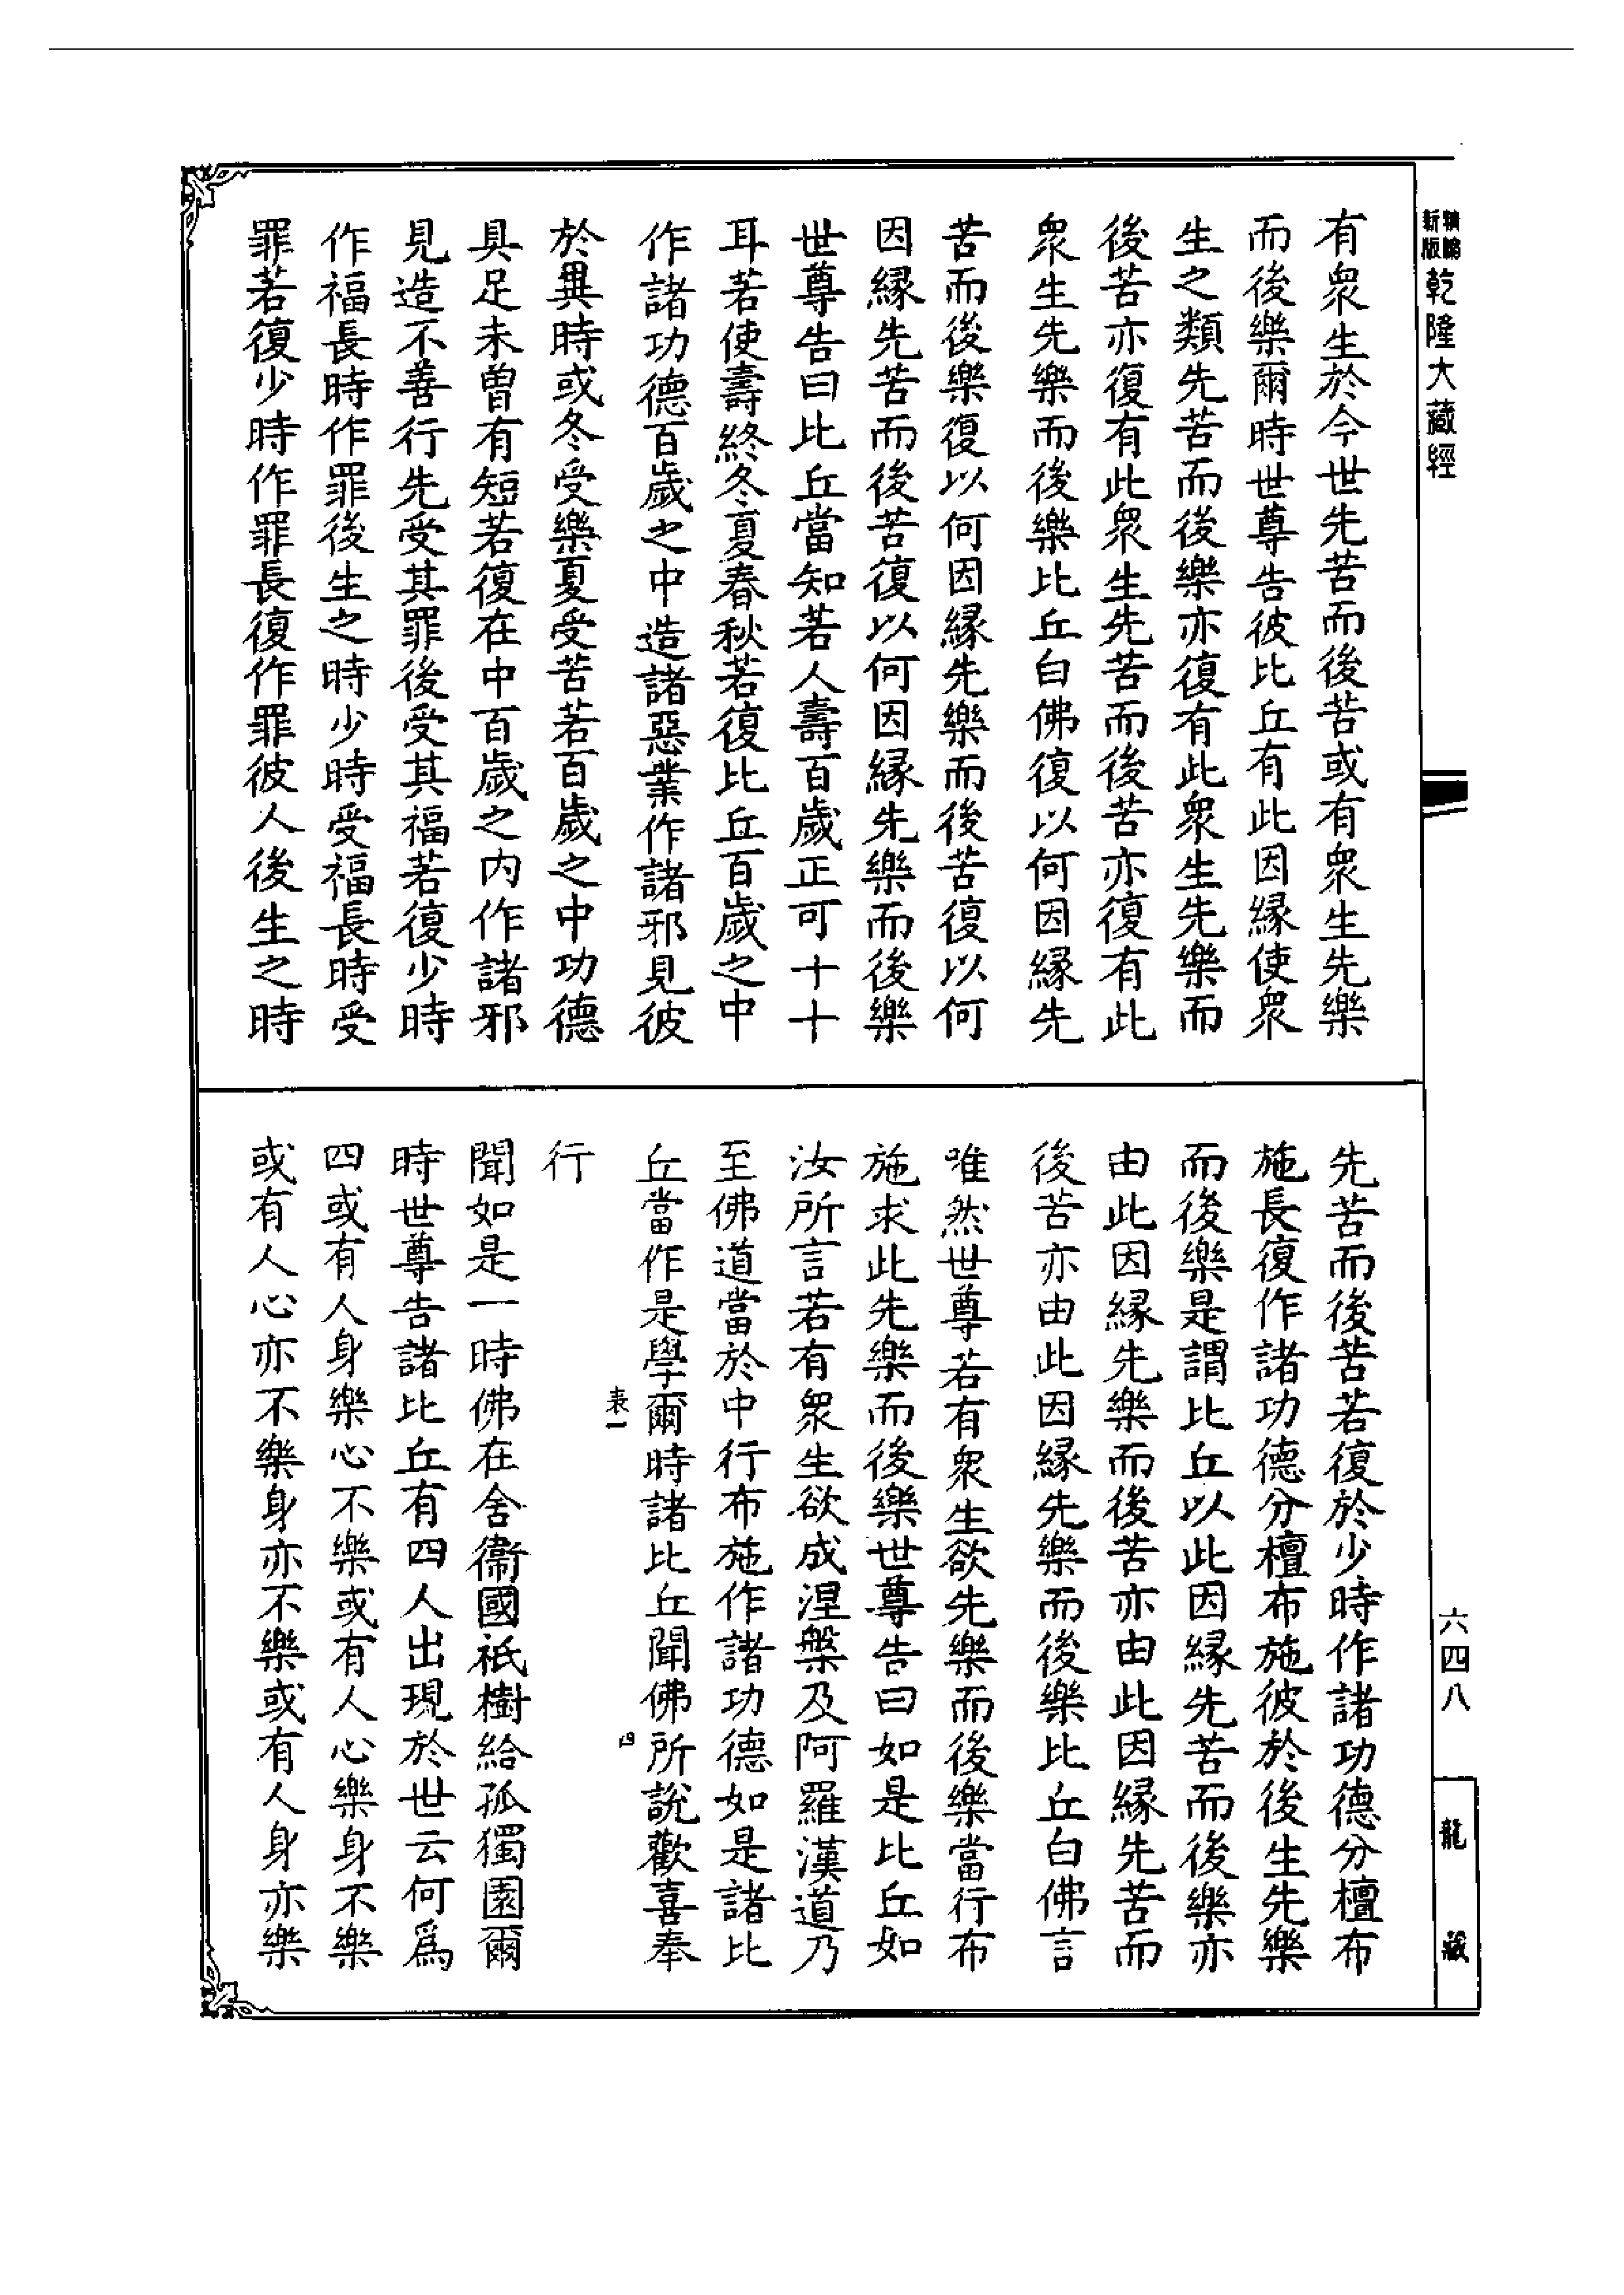 新版
精編
乾隆大藏經
有衆生於今世先苦而後苦或有衆生先樂
而後樂爾時世尊告彼比丘有此因緣使衆
生之類先苦而後樂亦復有此衆生先樂而
後苦亦復有此衆生先苦而後苦亦復有此
衆生先樂而後樂比丘白佛復以何因緣先
苦而後樂復以何因緣先樂而後苦復以何
因緣先苦而後苦復以何因緣先樂而後樂
世尊告曰比丘當知若人壽百歲正可十十
耳若使壽終冬夏春秋若復比丘百歲之中
作諸功德百歲之中造諸惡業作諸邪見彼
於異時或冬受樂夏受苦若百歲之中功德
具足未曾有短若復在中百歲之内作諸邪
見造不善行先受其罪後受其福若復少時
作福長時作罪後生之時少時受福長時受
罪若復少時作罪長復作罪彼人後生之時
先苦而後苦若復於少時作諸功德分檀布
施長復作諸功德分檀布施彼於後生先樂
而後樂是謂比丘以此因緣先苦而後樂亦
由此因緣先樂而後苦亦由此因緣先苦而
後苦亦由此因緣先樂而後樂比丘白佛言
唯然世尊若有衆生欲先樂而後樂當行布
施求此先樂而後樂世尊告曰如是比丘如
汝所言若有衆生欲成涅槃及阿羅漢道乃
至佛道當於中行布施作諸功德如是諸比
丘當作是學爾時諸比丘聞佛所說歡喜奉
表一
四
行
聞如是一時佛在舍衞國祇樹給孤獨園爾
時世尊告諸比丘有四人出現於世云何爲
四或有人身樂心不樂或有人心樂身不樂
或有人心亦不樂身亦不樂或有人身亦樂
六四八
龍藏